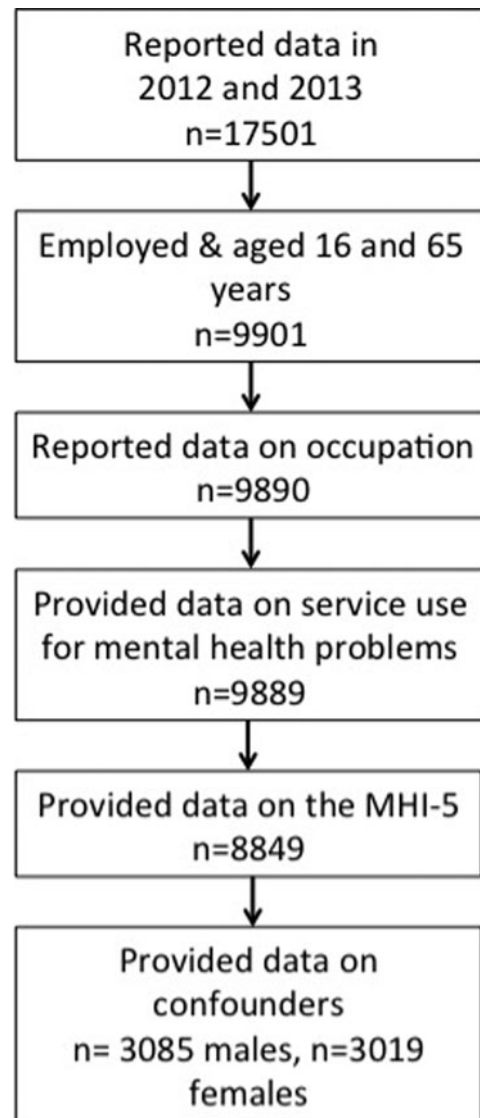 Reported data in
2012 and 2013
n=17501
Employed & aged 16 and 65
years
n=9901
Reported data on occupation
n=9890
Provided data on service use
for mental health problems
n=9889
Provided data on the MHI-5
n=8849
Provided data on
confounders
n= 3085 males, n=3019
females